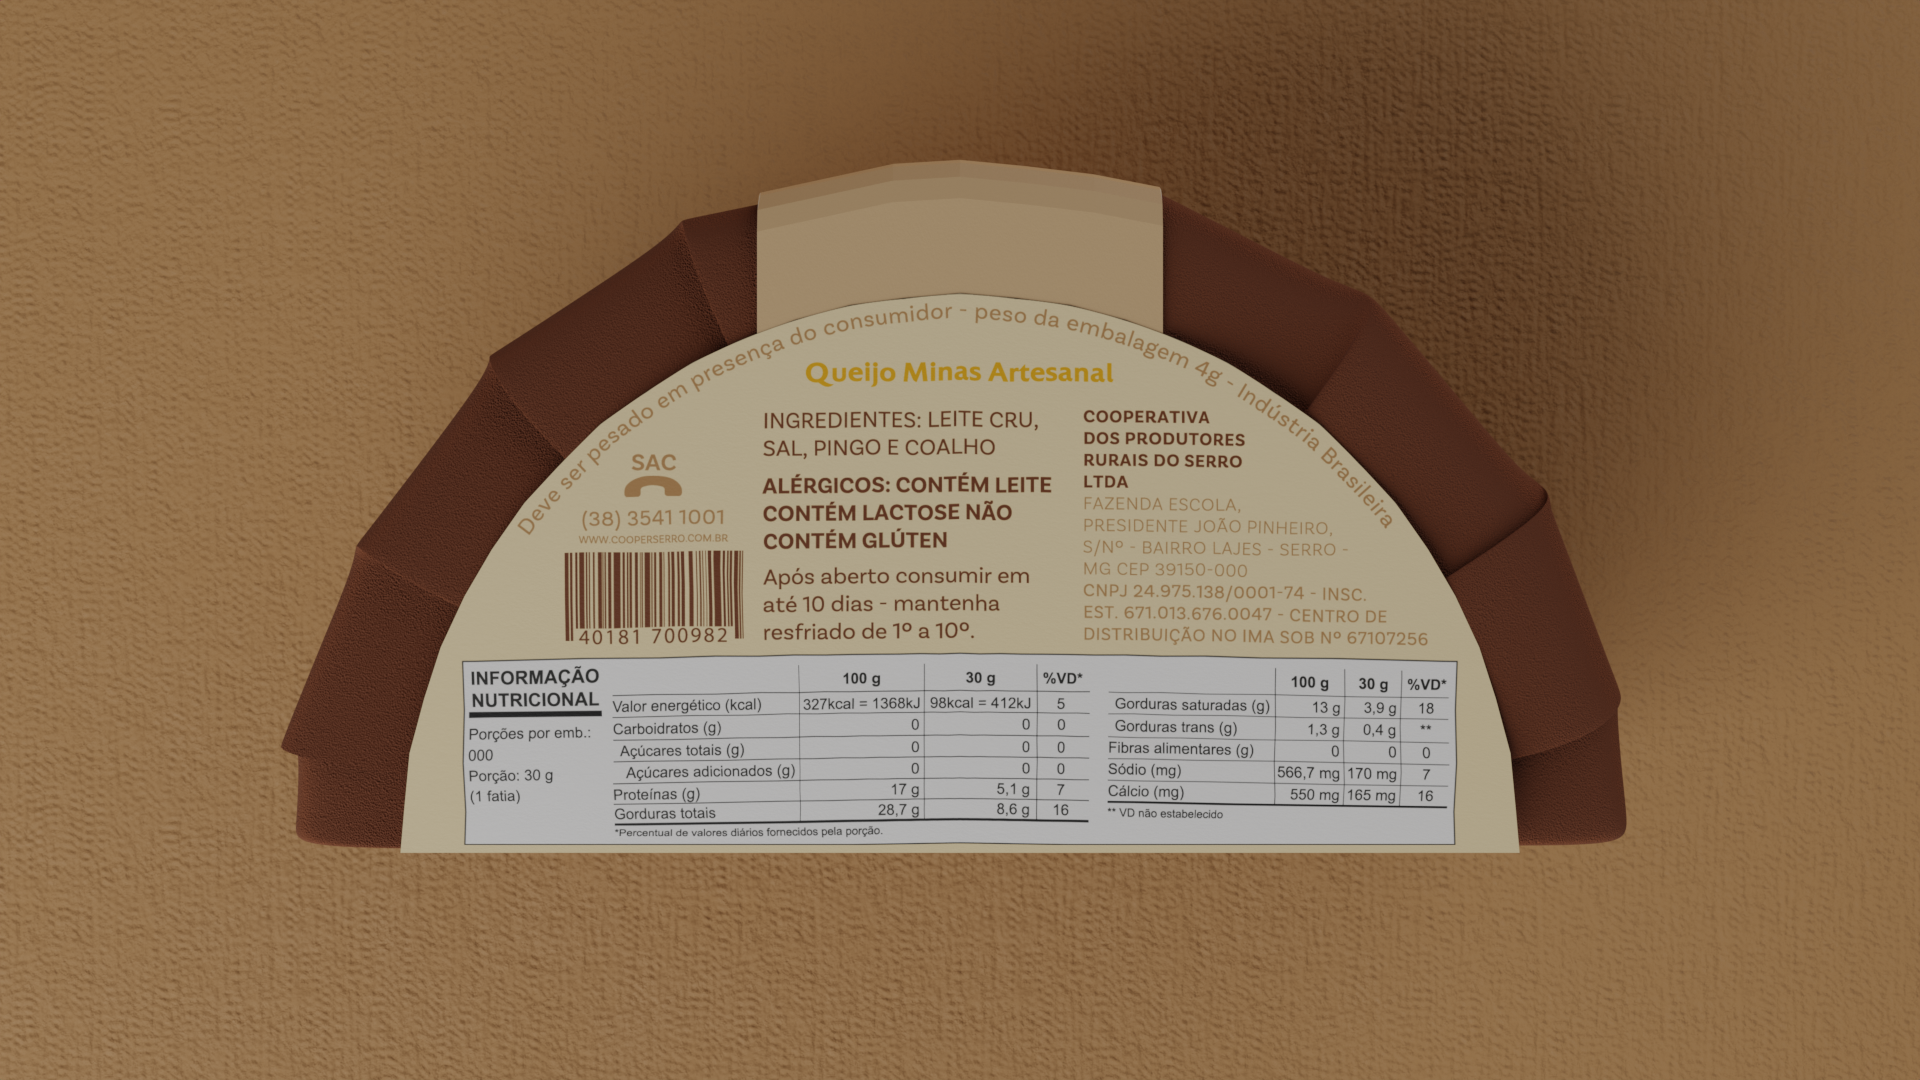 Deve ser pesado em presença do consumidor - peso da embalagem 4g - Indústria Brasileira
Queijo Minas Artesanal
SAC
(38) 3541 1001
WWW.COOPERSERRO.COM.BR
40181 700982
INGREDIENTES: LEITE CRU,
SAL, PINGO E COALHO
ALÉRGICOS: CONTÉM LEITE
CONTÉM LACTOSE NÃO
CONTÉM GLÚTEN
Após aberto consumir em
até 10 dias - mantenha
resfriado de 1º a 10º.
COOPERATIVA
DOS PRODUTORES
RURAIS DO SERRO
LTDA
FAZENDA ESCOLA,
PRESIDENTE JOÃO PINHEIRO,
S/Nº - BAIRRO LAJES - SERRO -
MG CEP 39150-000
CNPJ 24.975.138/0001-74 - INSC.
EST. 671.013.676.0047 - CENTRO DE
DISTRIBUIÇÃO NO IMA SOB Nº 67107256
INFORMAÇÃO
NUTRICIONAL
Porções por emb.:
000
Porção: 30 g
(1 fatia)
100 g 30 g %VD*
Valor energético (kcal) 327kcal = 1368kJ 98kcal = 412kJ 5
Carboidratos (g) 0 0 0
Açúcares totais (g) 0 0 0
Açúcares adicionados (g) 0 0 0
Proteínas (g) 17 g 5,1 g 7
Gorduras totais 28,7 g 8,6 g 16
*Percentual de valores diários fornecidos pela porção.
100 g 30 g %VD*
Gorduras saturadas (g) 13 g 3,9 g 18
Gorduras trans (g) 1,3 g 0,4 g **
Fibras alimentares (g) 0 0 0
Sódio (mg) 566,7 mg 170 mg 7
Cálcio (mg) 550 mg 165 mg 16
** VD não estabelecido